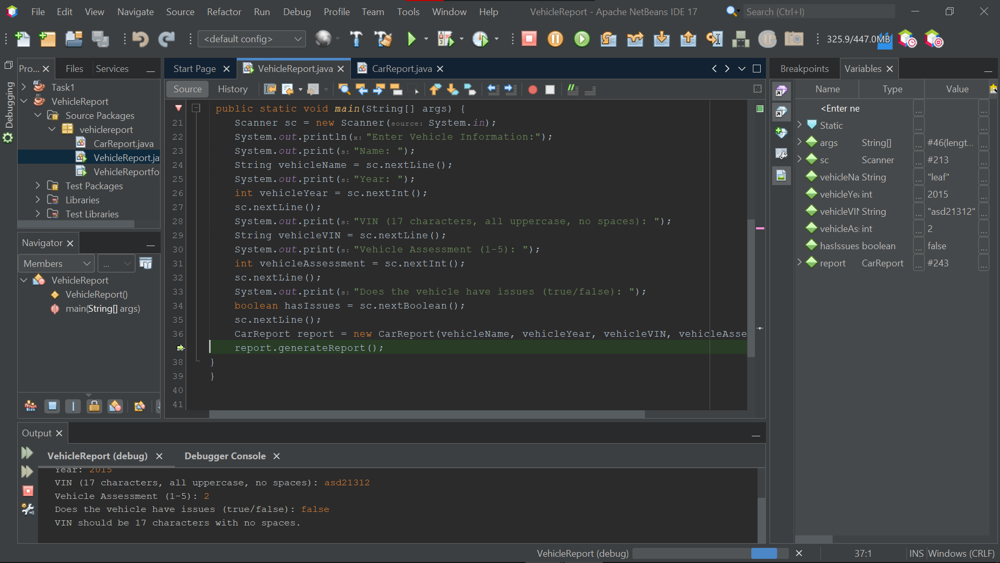 File Edit View Navigate Source Refactor Run Debug Profile Team Tools Window Help VehicleReport - Apache NetBeans IDE 17 Search (Ctrl+I)
<default config> 325.9/447.0MB
Debugging
Pro... Files Services
Task1
VehicleReport
Source Packages
vehiclereport
CarReport.java
VehicleReport.ja
VehicleReportfo
Test Packages
Libraries
Test Libraries
Navigator
Members ...
VehicleReport
VehicleReport()
main(String[] args)
Start Page VehicleReport.java CarReport.java
Source History
public static void main(String[] args) {
21 Scanner sc = new Scanner(source: System.in);
22 System.out.println(x: "Enter Vehicle Information:");
23 System.out.print(s: "Name: ");
24 String vehicleName = sc.nextLine();
25 System.out.print(s: "Year: ");
26 int vehicleYear = sc.nextInt();
27 sc.nextLine();
28 System.out.print(s: "VIN (17 characters, all uppercase, no spaces): ");
29 String vehicleVIN = sc.nextLine();
30 System.out.print(s: "Vehicle Assessment (1-5): ");
31 int vehicleAssessment = sc.nextInt();
32 sc.nextLine();
33 System.out.print(s: "Does the vehicle have issues (true/false): ");
34 boolean hasIssues = sc.nextBoolean();
35 sc.nextLine();
36 CarReport report = new CarReport(vehicleName, vehicleYear, vehicleVIN, vehicleAsse
report.generateReport();
38 }
39 }
40
41
Breakpoints Variables
Name Type Value
<Enter ne ... ...
Static ... ...
args String[] ... #46(lengt... ...
sc Scanner ... #213 ...
vehicleNa String ... "leaf" ...
vehicleYea int ... 2015 ...
vehicleVIN String ... "asd21312" ...
vehicleAs: int ... 2 ...
hasIssues boolean ... false ...
report CarReport ... #243 ...
Output
VehicleReport (debug) Debugger Console
Year: 2015
VIN (17 characters, all uppercase, no spaces): asd21312
Vehicle Assessment (1-5): 2
Does the vehicle have issues (true/false): false
VIN should be 17 characters with no spaces.
VehicleReport (debug) 37:1 INS Windows (CRLF)